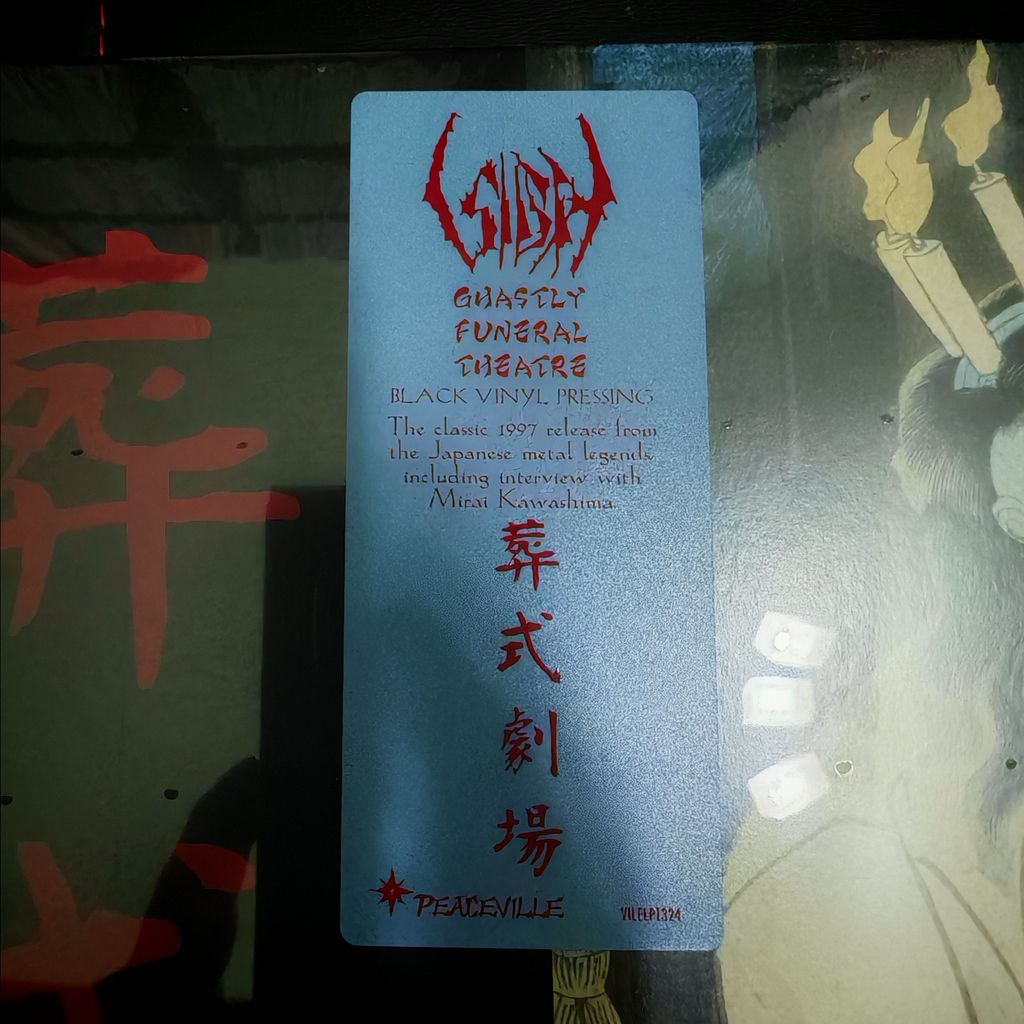 SIGH
GHASTLY
FUNERAL
THEATRE
BLACK VINYL PRESSING
The classic 1997 release from
the Japanese metal legends,
including interview with
Mirai Kawashima.
葬
式
劇
場
PEACEVILLE
VILELP1324
葬